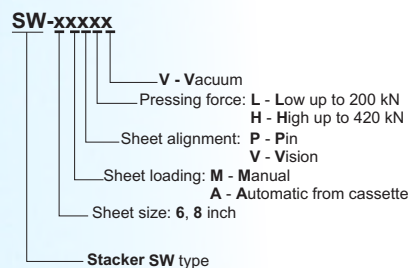 SW-xxxxx
V - Vacuum
Pressing force: L - Low up to 200 kN
H - High up to 420 kN
Sheet alignment: P - Pin
V - Vision
Sheet loading: M - Manual
A - Automatic from cassette
Sheet size: 6, 8 inch
Stacker SW type